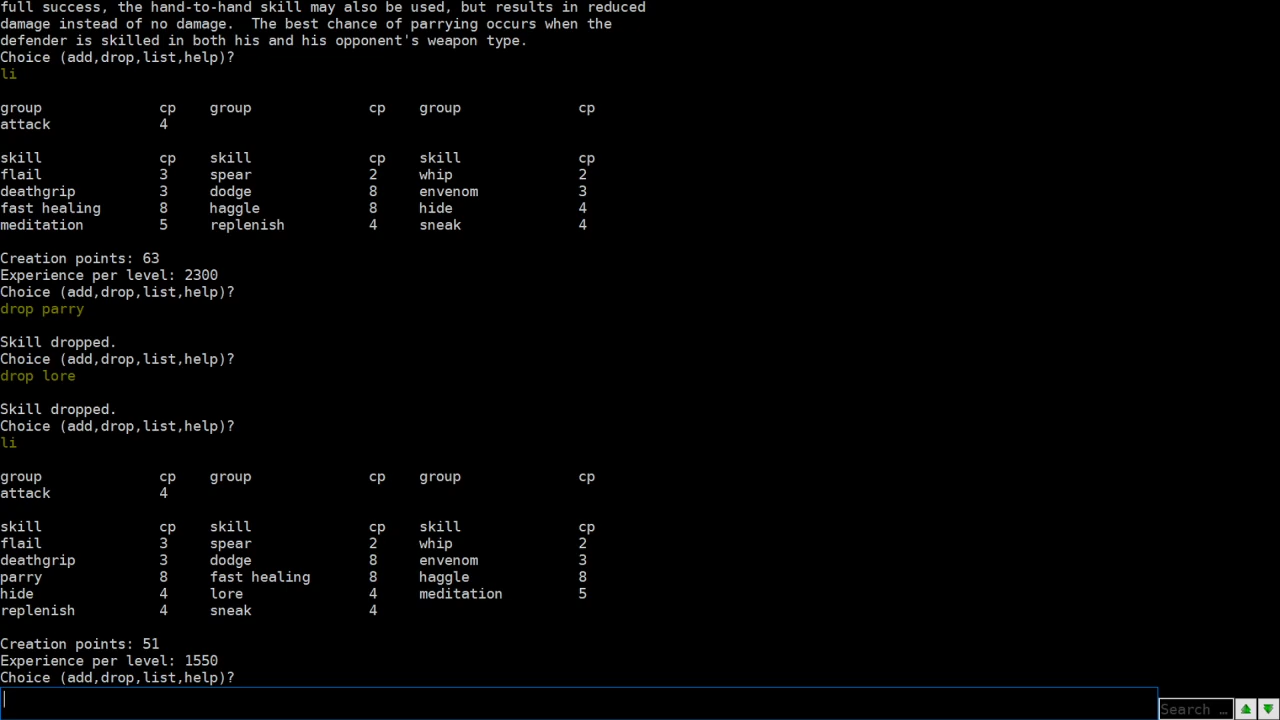 full success, the hand-to-hand skill may also be used, but results in reduced
damage instead of no damage.  The best chance of parrying occurs when the
defender is skilled in both his and his opponent's weapon type.
Choice (add,drop,list,help)?
li
group cp group cp group cp
attack 4
skill cp skill cp skill cp
flail 3 spear 2 whip 2
deathgrip 3 dodge 8 envenom 3
fast healing 8 haggle 8 hide 4
meditation 5 replenish 4 sneak 4
Creation points: 63
Experience per level: 2300
Choice (add,drop,list,help)?
drop parry
Skill dropped.
Choice (add,drop,list,help)?
drop lore
Skill dropped.
Choice (add,drop,list,help)?
li
group cp group cp group cp
attack 4
skill cp skill cp skill cp
flail 3 spear 2 whip 2
deathgrip 3 dodge 8 envenom 3
parry 8 fast healing 8 haggle 8
hide 4 lore 4 meditation 5
replenish 4 sneak 4
Creation points: 51
Experience per level: 1550
Choice (add,drop,list,help)?
Search …